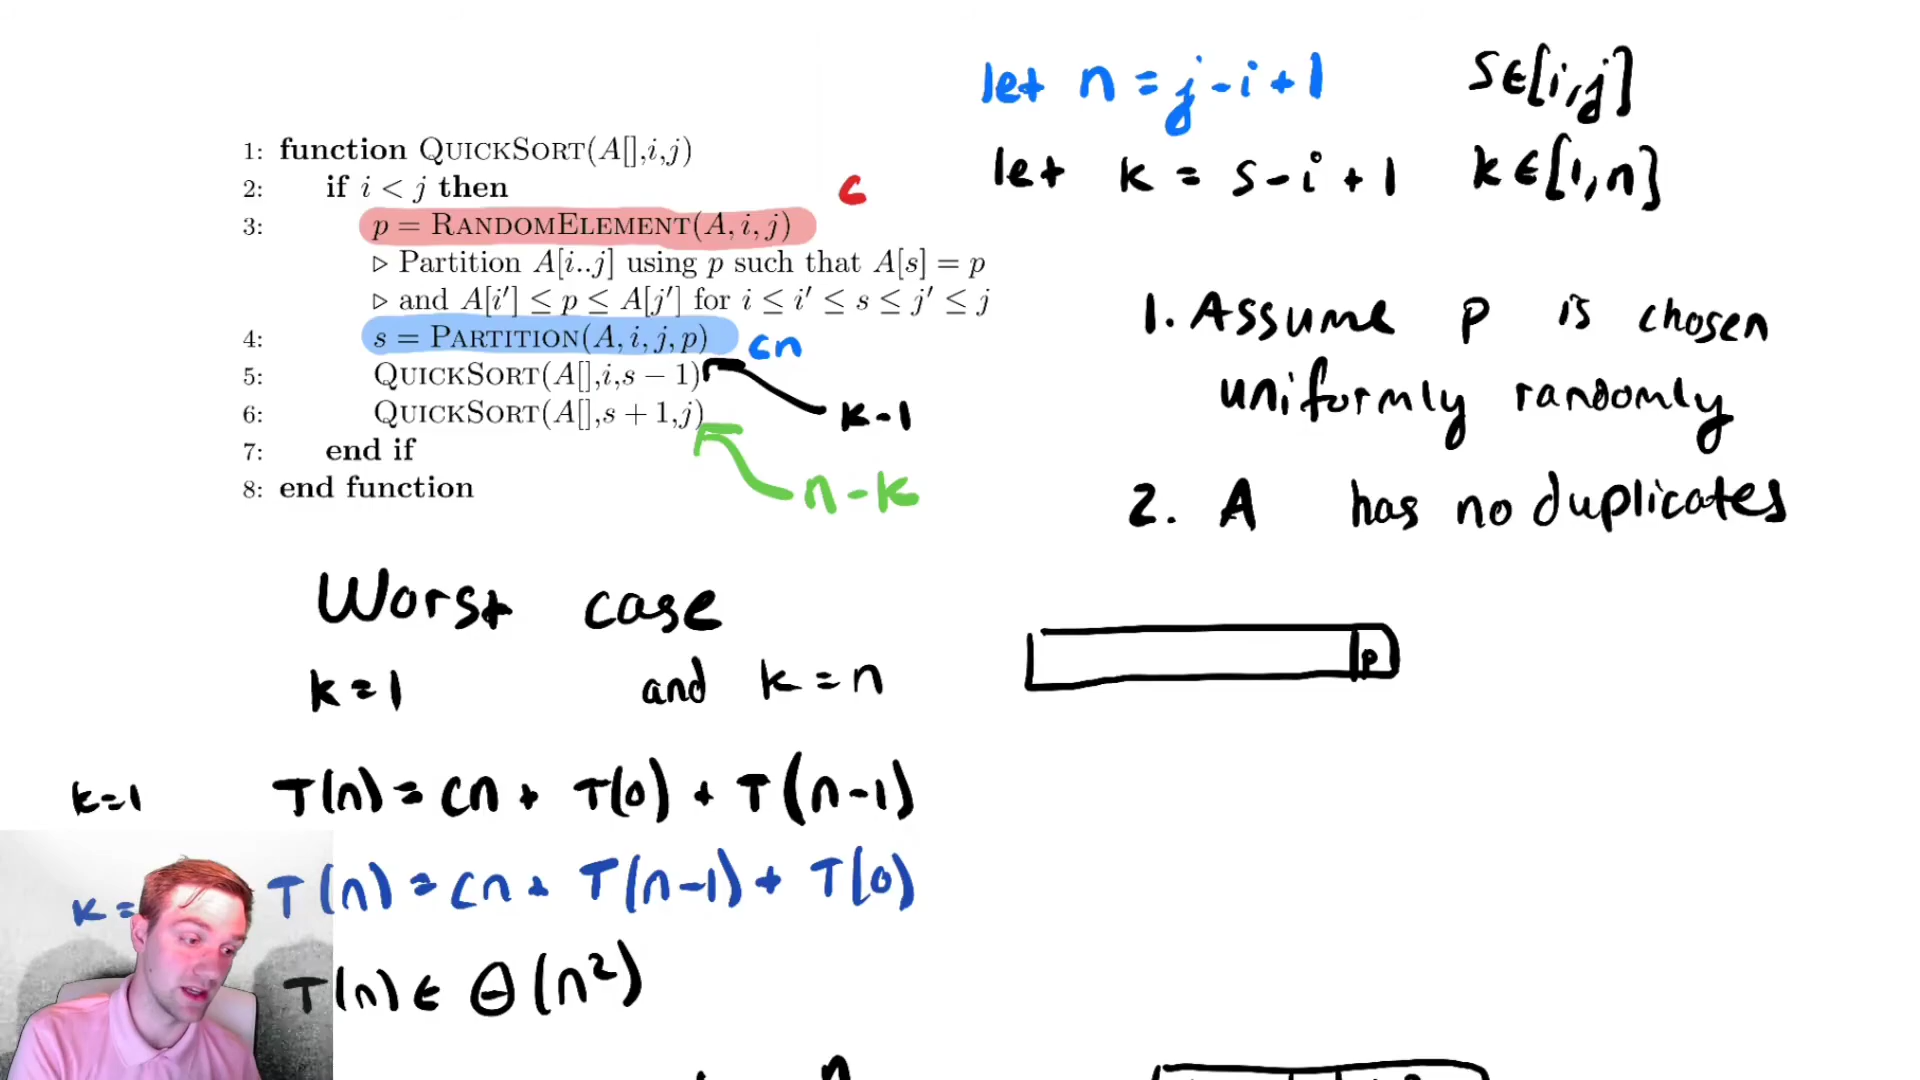 1: function QUICKSORT(A[],i,j)
2: if i < j then
3: p = RANDOMELEMENT(A, i, j)
▷ Partition A[i..j] using p such that A[s] = p
▷ and A[i′] ≤ p ≤ A[j′] for i ≤ i′ ≤ s ≤ j′ ≤ j
4: s = PARTITION(A, i, j, p)
5: QUICKSORT(A[],i,s − 1)
6: QUICKSORT(A[],s + 1,j)
7: end if
8: end function
c
cn
k-1
n-k
let n = j-i+1 s∈[i,j]
let k = s-i+1 k∈[1,n]
1. Assume p is chosen
uniformly randomly
2. A has no duplicates
Worst case
k=1 and k=n
p
k=1 T(n)= cn + T(0) + T(n-1)
k= T(n)= cn + T(n-1) + T(0)
T(n) ∈ Θ(n²)
n